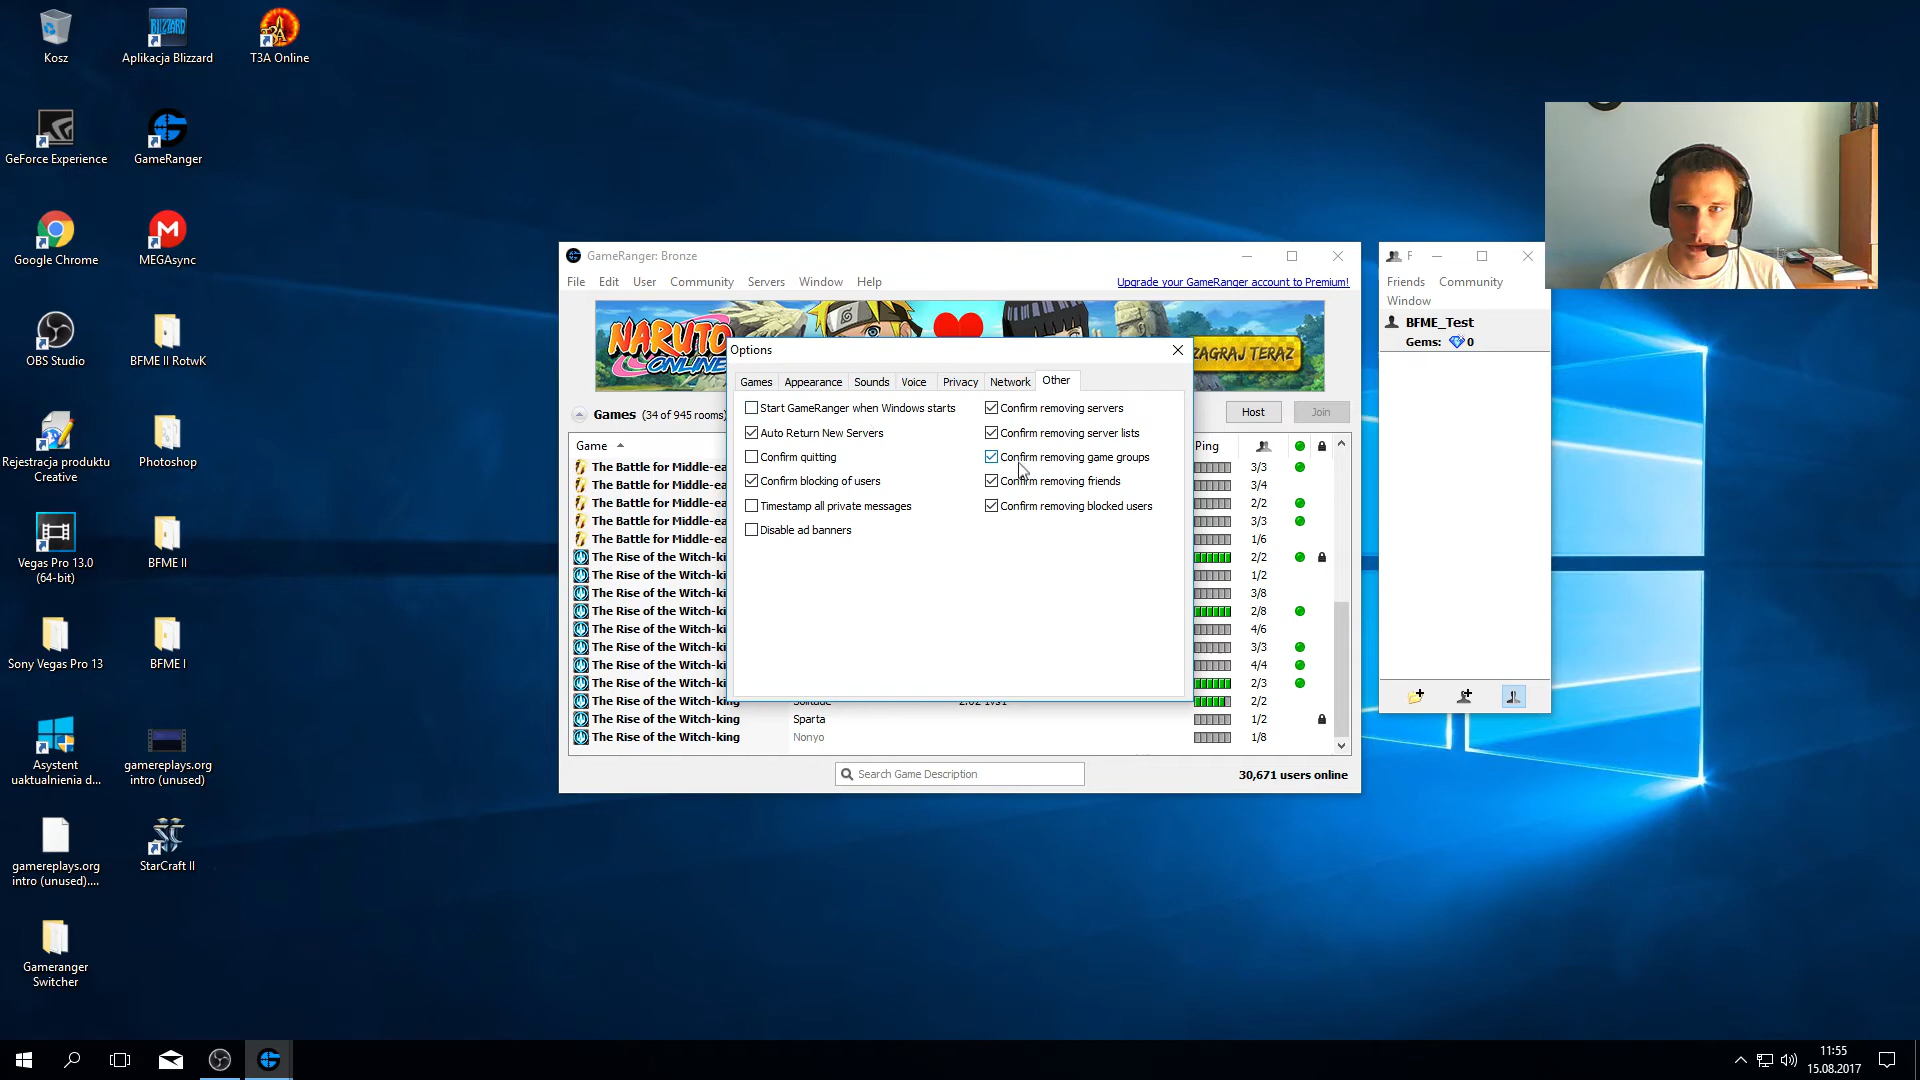 Kosz
Aplikacja Blizzard
T3A Online
GeForce Experience
GameRanger
Google Chrome
MEGAsync
OBS Studio
BFME II RotwK
Rejestracja produktu
Creative
Photoshop
Vegas Pro 13.0
(64-bit)
BFME II
Sony Vegas Pro 13
BFME I
Asystent
uaktualnienia d...
gamereplays.org
intro (unused)
gamereplays.org
intro (unused)....
StarCraft II
Gameranger
Switcher
GameRanger: Bronze
File Edit User Community Servers Window Help
Upgrade your GameRanger account to Premium!
NARUTO
ONLINE
ZAGRAJ TERAZ
Options
Games Appearance Sounds Voice Privacy Network Other
Start GameRanger when Windows starts
Auto Return New Servers
Confirm quitting
Confirm blocking of users
Timestamp all private messages
Disable ad banners
Confirm removing servers
Confirm removing server lists
Confirm removing game groups
Confirm removing friends
Confirm removing blocked users
Games (34 of 945 rooms)
Host Join
Game Ping
The Battle for Middle-ea 3/3
The Battle for Middle-ea 3/4
The Battle for Middle-ea 2/2
The Battle for Middle-ea 3/3
The Battle for Middle-ea 1/6
The Rise of the Witch-ki 2/2
The Rise of the Witch-ki 1/2
The Rise of the Witch-ki 3/8
The Rise of the Witch-ki 2/8
The Rise of the Witch-ki 4/6
The Rise of the Witch-ki 3/3
The Rise of the Witch-ki 4/4
The Rise of the Witch-ki 2/3
The Rise of the Witch-king Solitude 2.02 1vs1 2/2
The Rise of the Witch-king Sparta 1/2
The Rise of the Witch-king Nonyo 1/8
Search Game Description
30,671 users online
F
Friends Community
Window
BFME_Test
Gems: 0
11:55
15.08.2017